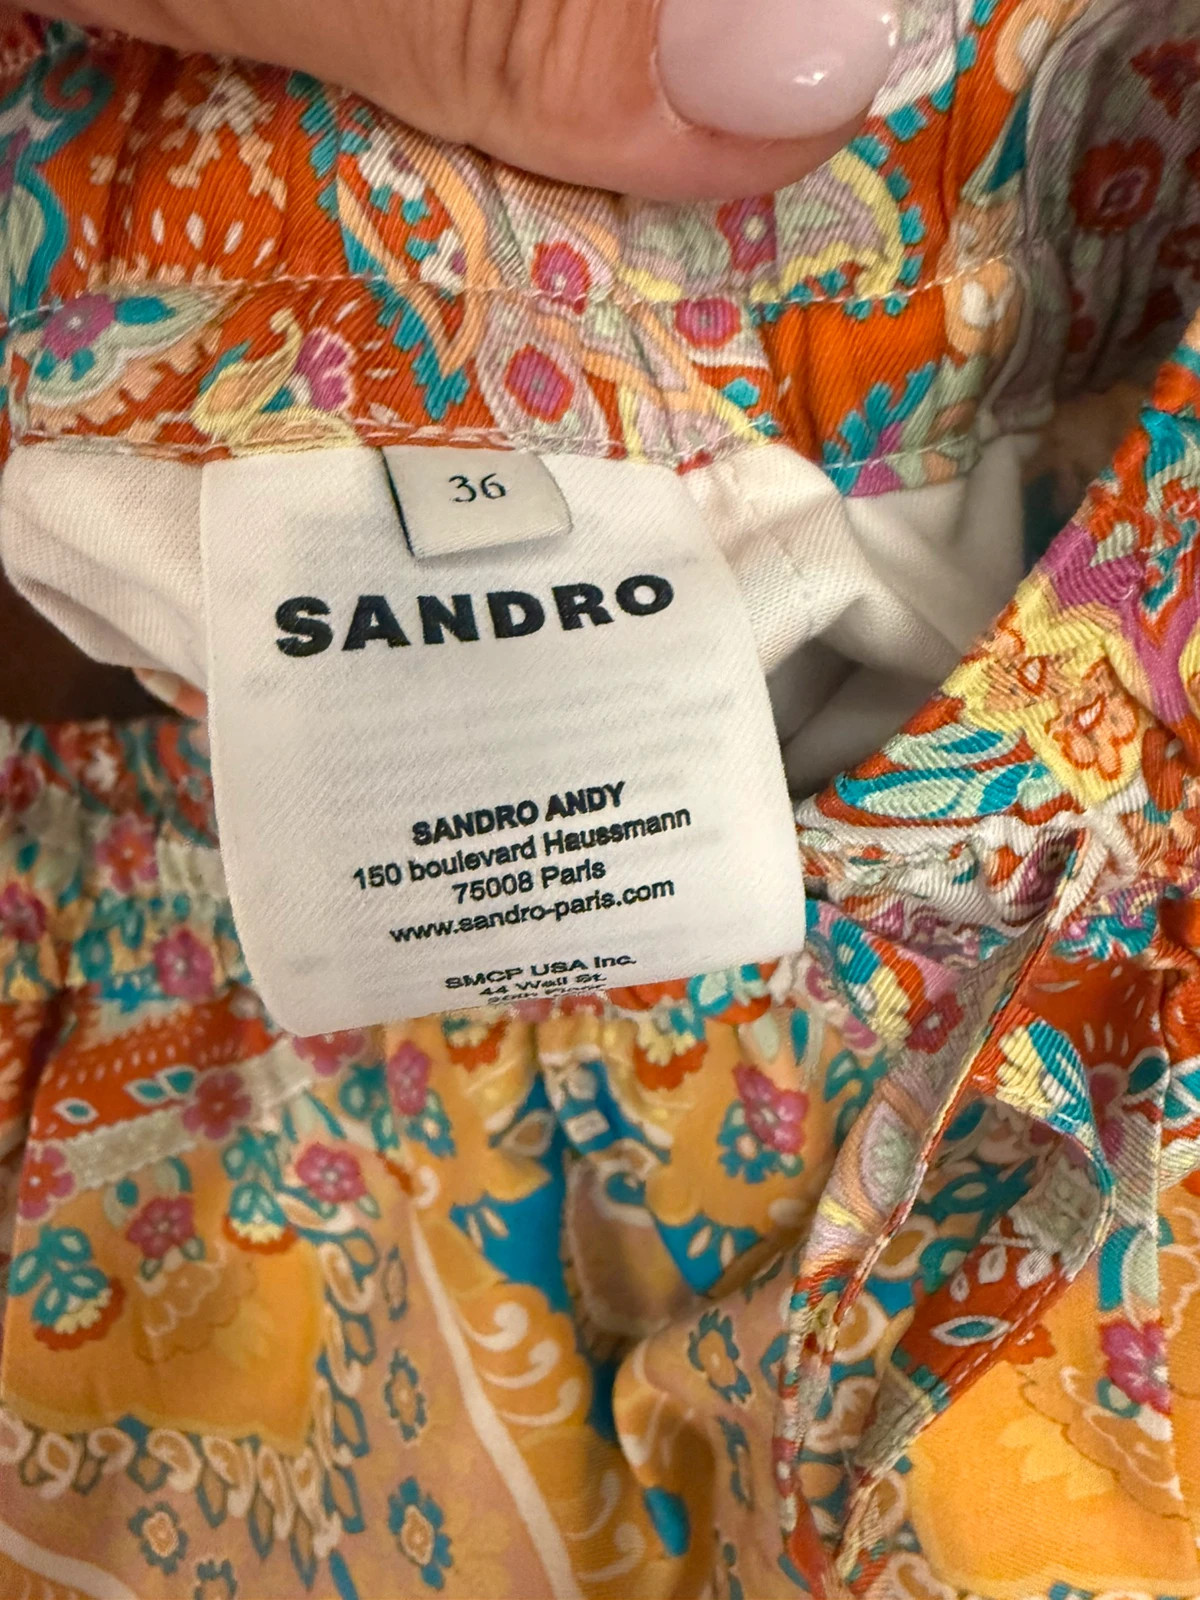 36
SANDRO
SANDRO ANDY
150 boulevard Haussmann
75008 Paris
www.sandro-paris.com
SMCP USA Inc.
44 Wall St.